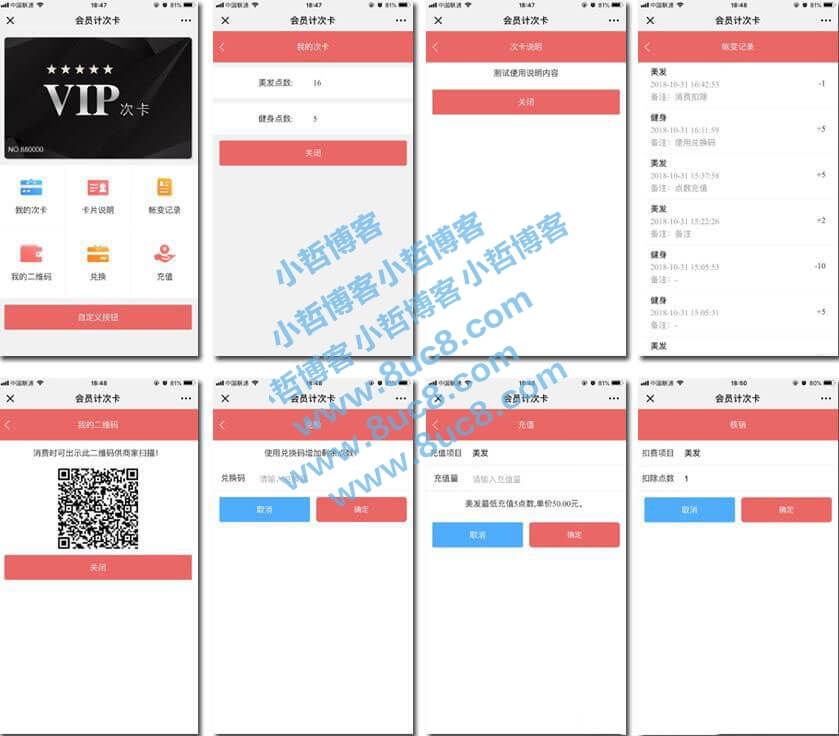 中国联通 18:47 81%
会员计次卡
★★★★★
VIP次卡
NO.880000
我的次卡 卡片说明 帐变记录
我的二维码 兑换 充值
自定义按钮
中国联通 18:47 81%
会员计次卡
我的次卡
美发点数: 16
健身点数: 5
关闭
中国联通 18:47 81%
会员计次卡
次卡说明
测试使用说明内容
关闭
中国联通 18:48 81%
会员计次卡
帐变记录
美发
2018-10-31 16:42:53 -1
备注: 消费扣除
健身
2018-10-31 16:11:59 +5
备注: 使用兑换码
美发
2018-10-31 15:37:58 +5
备注: 点数充值
美发
2018-10-31 15:22:26 +2
备注: 备注
健身
2018-10-31 15:05:53 -10
备注: -
健身
2018-10-31 15:05:31 +5
备注: -
美发
中国联通 18:48 81%
会员计次卡
我的二维码
消费时可出示此二维码供商家扫描!
关闭
中国联通 18:48 81%
会员计次卡
兑换
使用兑换码增加剩余点数!
兑换码
取消 确定
中国联通 18:48 81%
会员计次卡
充值
充值项目 美发
充值量 请输入充值量
美发最低充值5点数,单价50.00元。
取消 确定
中国联通 18:50 80%
会员计次卡
核销
扣费项目 美发
扣除点数 1
取消 确定
小哲博客小哲博客
小哲博客小哲博客小哲博客
哲博客 www.8uc8.com
www.8uc8.com
www.8uc8.com